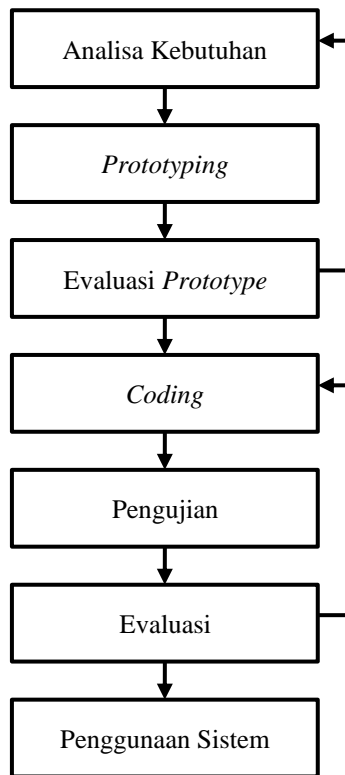 Analisa Kebutuhan
Prototyping
Evaluasi Prototype
Coding
Pengujian
Evaluasi
Penggunaan Sistem